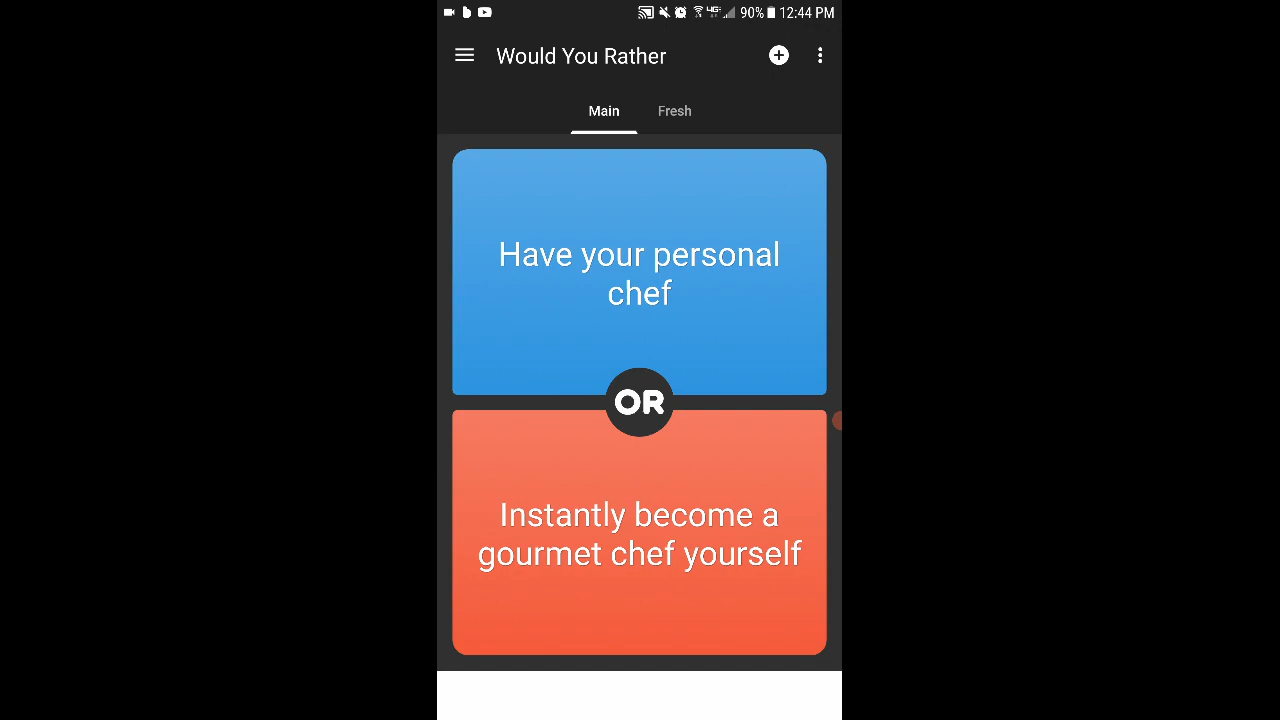 90% 12:44 PM
Would You Rather
Main Fresh
Have your personal
chef
OR
Instantly become a
gourmet chef yourself